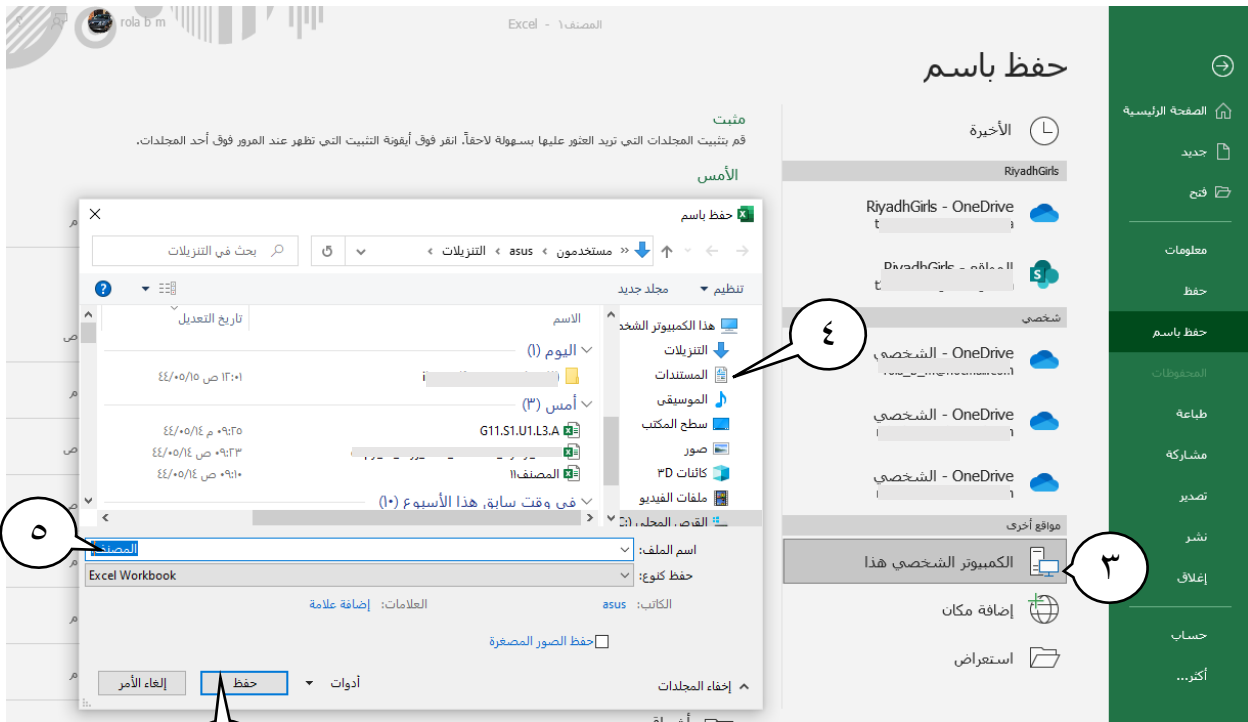 المصنف١ - Excel
rola b m
?
حفظ باسم
الصفحة الرئيسية
جديد
فتح
معلومات
حفظ
حفظ باسم
المحفوظات
طباعة
مشاركة
تصدير
نشر
إغلاق
حساب
أكثر...
الأخيرة
RiyadhGirls
RiyadhGirls - OneDrive
t a
المواقع - RiyadhGirls
شخصي
OneDrive - الشخصي
OneDrive - الشخصي
OneDrive - الشخصي
مواقع أخرى
الكمبيوتر الشخصي هذا
إضافة مكان
استعراض
مثبت
قم بتثبيت المجلدات التي تريد العثور عليها بسهولة لاحقاً. انقر فوق أيقونة التثبيت التي تظهر عند المرور فوق أحد المجلدات.
الأمس
حفظ باسم
« مستخدمون › asus › التنزيلات ›
بحث في التنزيلات
تنظيم
مجلد جديد
هذا الكمبيوتر الشخص
التنزيلات
المستندات
الموسيقى
سطح المكتب
صور
كائنات ٣D
ملفات الفيديو
القرص المحلي (C:
الاسم
تاريخ التعديل
اليوم (١)
١٢:٠١ ص ٤٤/٠٥/١٥
أمس (٣)
G11.S1.U1.L3.A
٠٩:٢٥ م ٤٤/٠٥/١٤
٠٩:٢٣ ص ٤٤/٠٥/١٤
المصنف١١
٠٩:١٠ ص ٤٤/٠٥/١٤
في وقت سابق هذا الأسبوع (١٠)
اسم الملف:
المصنف
حفظ كنوع:
Excel Workbook
الكاتب: asus
العلامات: إضافة علامة
حفظ الصور المصغرة
إخفاء المجلدات
أدوات
حفظ
إلغاء الأمر
٣
٤
٥
م
ص
م
ص
م
م
م